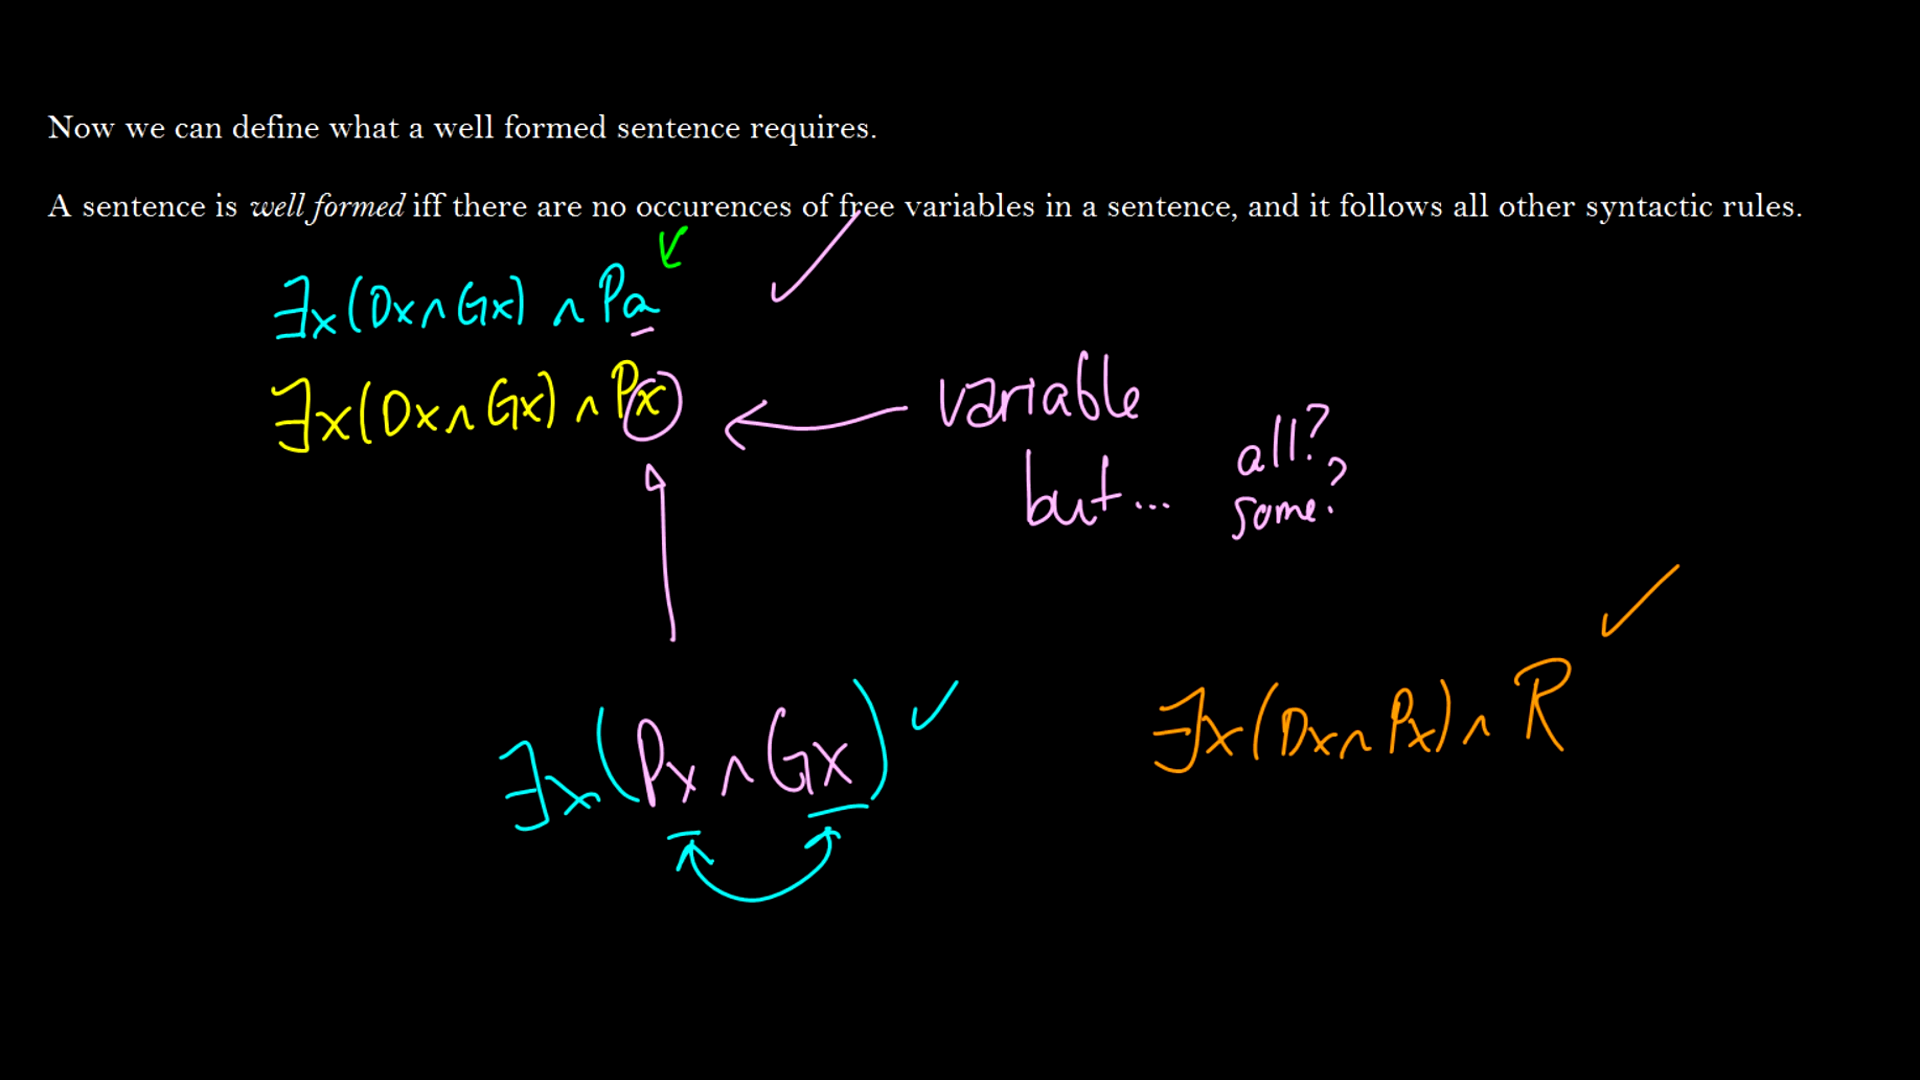 Now we can define what a well formed sentence requires.
A sentence is well formed iff there are no occurences of free variables in a sentence, and it follows all other syntactic rules.
∃x(Dx∧Gx) ∧ Pa
∃x(Dx∧Gx) ∧ Px
variable
but... all?
some?
∃x(Px∧Gx)
∃x(Dx∧Px)∧ R